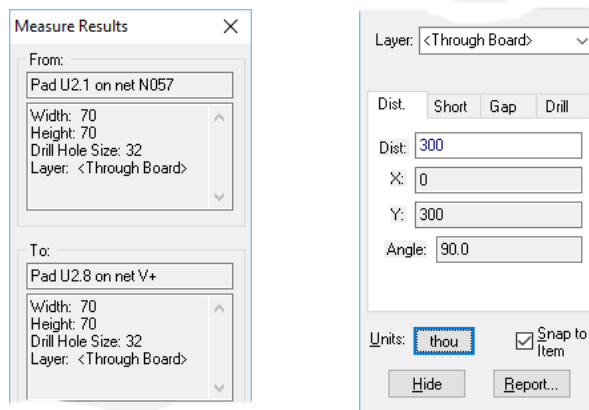 Measure Results
From:
Pad U2.1 on net N057
Width: 70
Height: 70
Drill Hole Size: 32
Layer: <Through Board>
To:
Pad U2.8 on net V+
Width: 70
Height: 70
Drill Hole Size: 32
Layer: <Through Board>
Layer: <Through Board>
Dist. Short Gap Drill
Dist: 300
X: 0
Y: 300
Angle: 90.0
Units: thou Snap to Item
Hide Report...